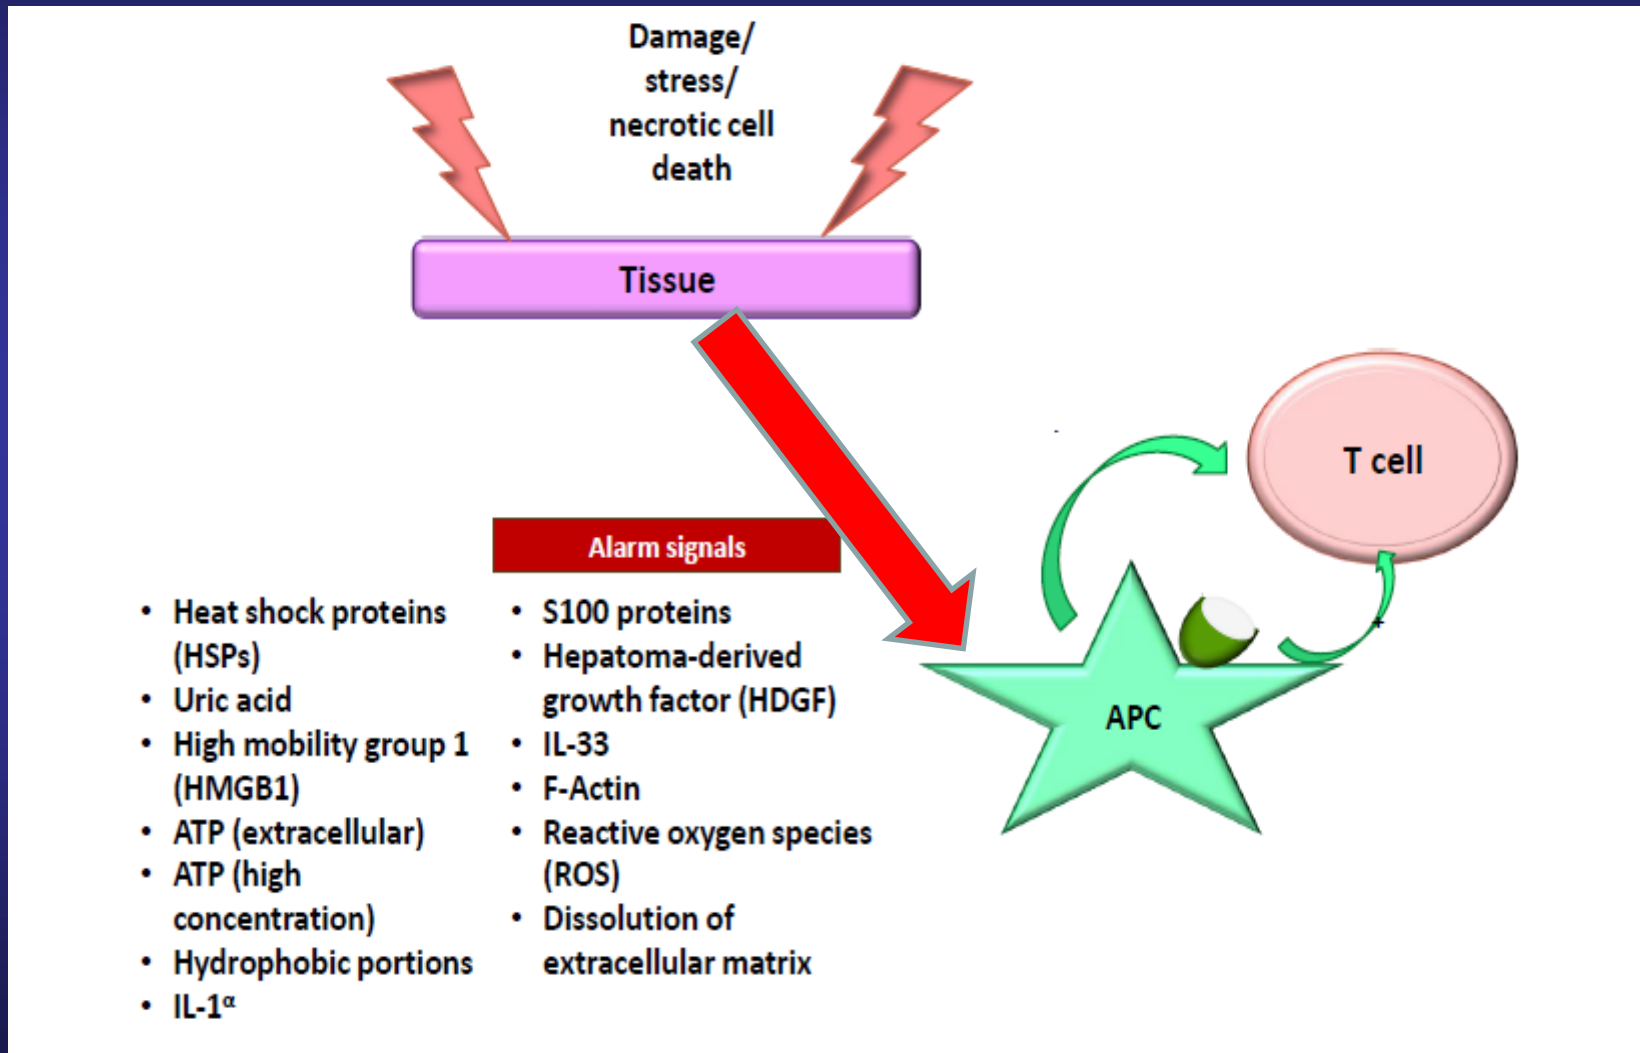 Damage/
stress/
necrotic cell
death
Tissue
T cell
Alarm signals
• Heat shock proteins
(HSPs)
• Uric acid
• High mobility group 1
(HMGB1)
• ATP (extracellular)
• ATP (high
concentration)
• Hydrophobic portions
• IL-1α
• S100 proteins
• Hepatoma-derived
growth factor (HDGF)
• IL-33
• F-Actin
• Reactive oxygen species
(ROS)
• Dissolution of
extracellular matrix
+
APC